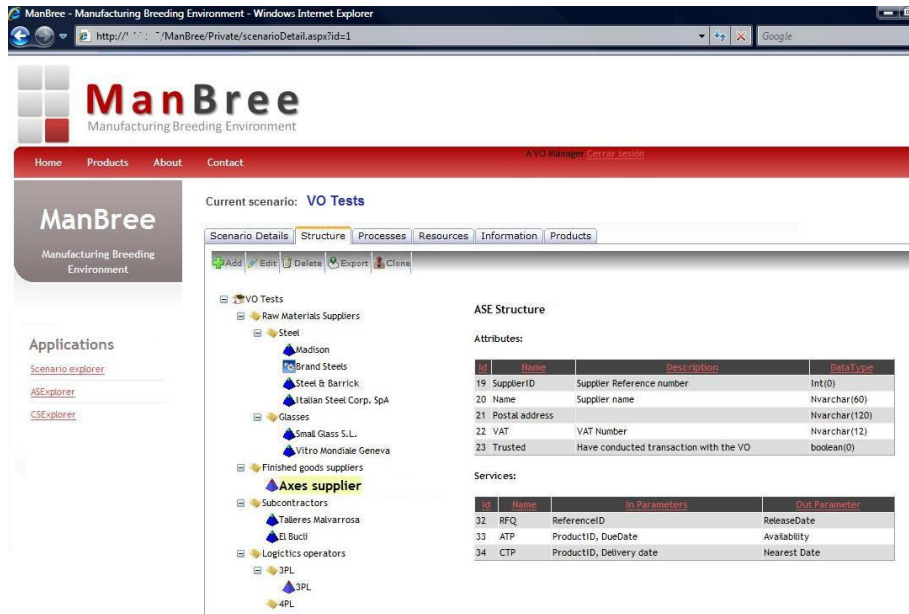 ManBree - Manufacturing Breeding Environment - Windows Internet Explorer
/ManBree/Private/scenarioDetail.aspx?id=1
Google
ManBree
Manufacturing Breeding Environment
Home Products About Contact
A VO Manager Cerrar sesión
ManBree
Manufacturing Breeding
Environment
Applications
Scenario explorer
ASExplorer
CSExplorer
Current scenario: VO Tests
Scenario Details Structure Processes Resources Information Products
Add Edit Delete Export Clone
VO Tests
Raw Materials Suppliers
Steel
Madison
Brand Steels
Steel & Barrick
Italian Steel Corp. SpA
Glasses
Small Glass S.L.
Vitro Mondiale Geneva
Finished goods suppliers
Axes supplier
Subcontractors
Talleres Malvarrosa
El Bucli
Logictics operators
3PL
3PL
4PL
ASE Structure
Attributes:
Id Name Description DataType
19 SupplierID Supplier Reference number Int(0)
20 Name Supplier name Nvarchar(60)
21 Postal address Nvarchar(120)
22 VAT VAT Number Nvarchar(12)
23 Trusted Have conducted transaction with the VO boolean(0)
Services:
Id Name In Parameters Out Parameter
32 RFQ ReferenceID ReleaseDate
33 ATP ProductID, DueDate Availability
34 CTP ProductID, Delivery date Nearest Date